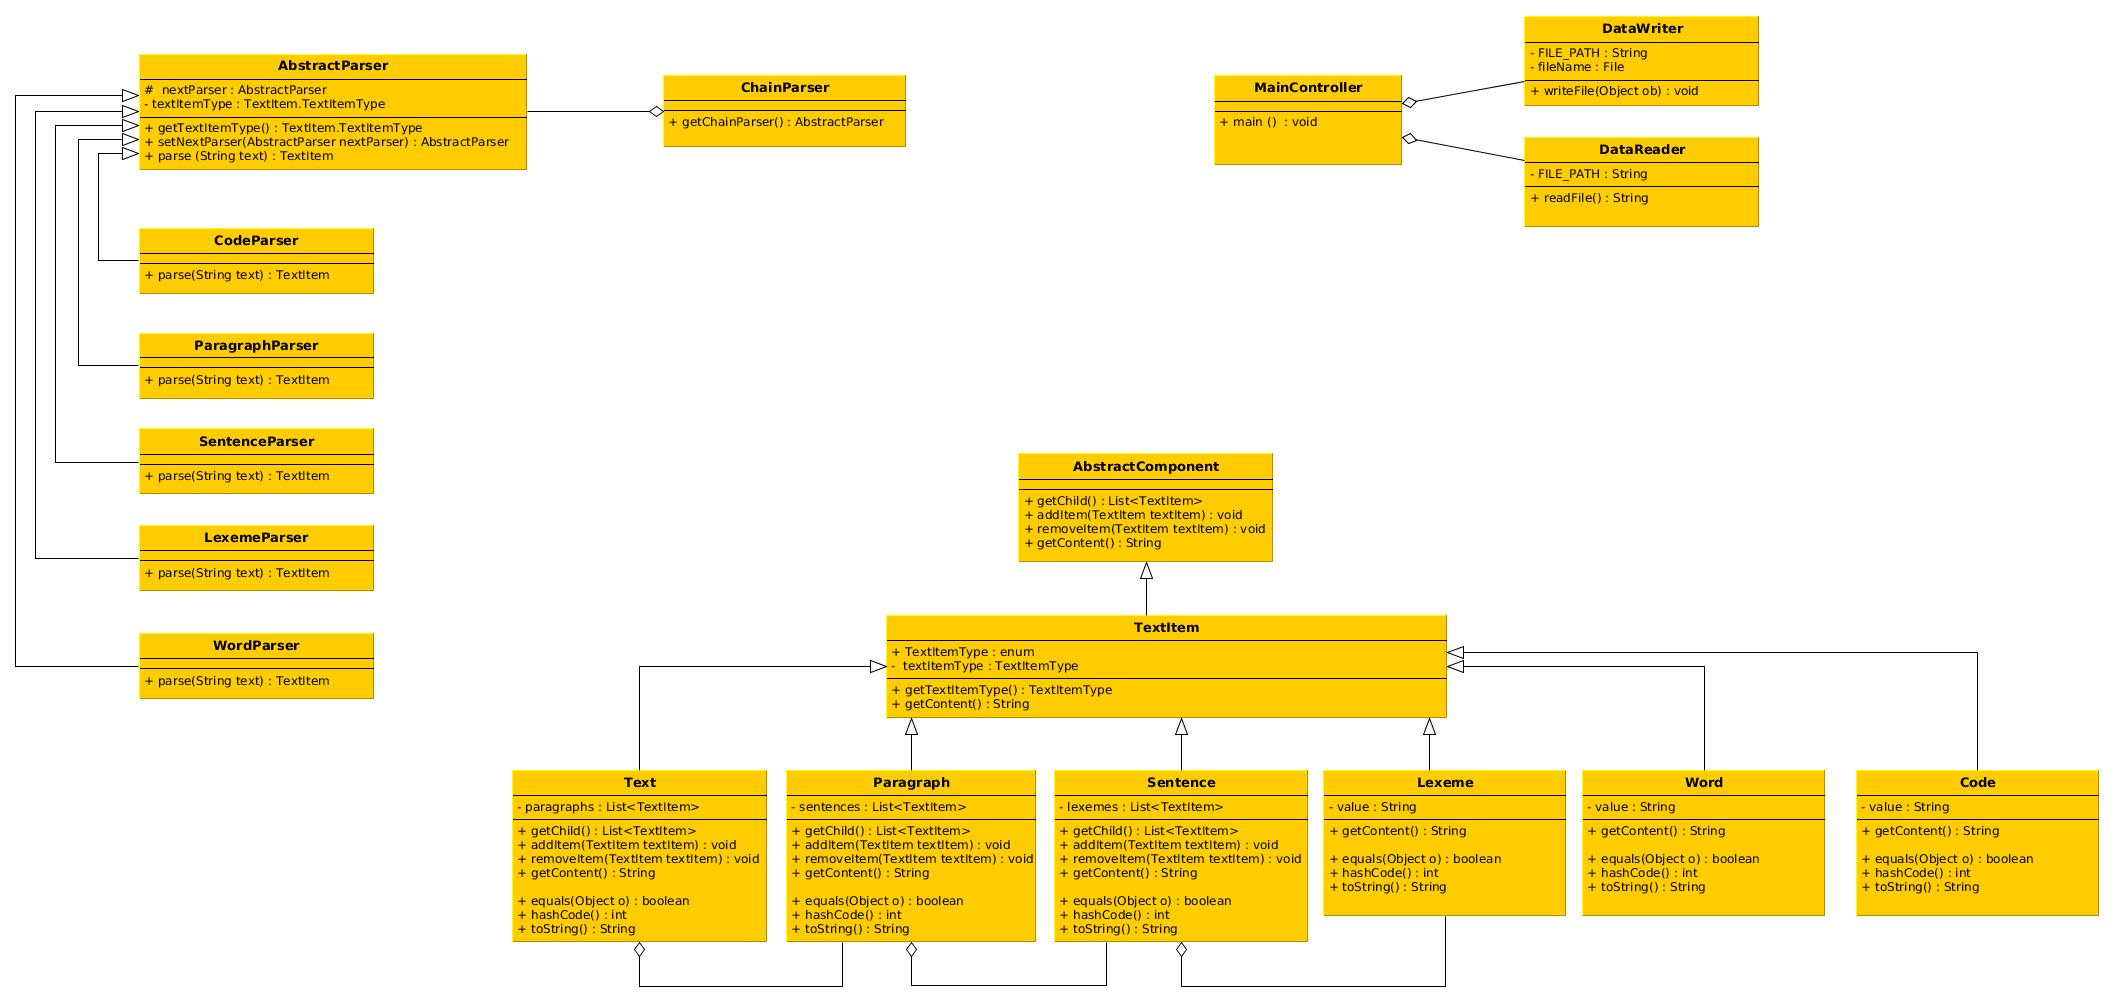 AbstractParser
#  nextParser : AbstractParser
- textItemType : TextItem.TextItemType
+ getTextItemType() : TextItem.TextItemType
+ setNextParser(AbstractParser nextParser) : AbstractParser
+ parse (String text) : TextItem
ChainParser
+ getChainParser() : AbstractParser
MainController
+ main ()  : void
DataWriter
- FILE_PATH : String
- fileName : File
+ writeFile(Object ob) : void
DataReader
- FILE_PATH : String
+ readFile() : String
CodeParser
+ parse(String text) : TextItem
ParagraphParser
+ parse(String text) : TextItem
SentenceParser
+ parse(String text) : TextItem
LexemeParser
+ parse(String text) : TextItem
WordParser
+ parse(String text) : TextItem
AbstractComponent
+ getChild() : List<TextItem>
+ addItem(TextItem textItem) : void
+ removeItem(TextItem textItem) : void
+ getContent() : String
TextItem
+ TextItemType : enum
-  textItemType : TextItemType
+ getTextItemType() : TextItemType
+ getContent() : String
Text
- paragraphs : List<TextItem>
+ getChild() : List<TextItem>
+ addItem(TextItem textItem) : void
+ removeItem(TextItem textItem) : void
+ getContent() : String
+ equals(Object o) : boolean
+ hashCode() : int
+ toString() : String
Paragraph
- sentences : List<TextItem>
+ getChild() : List<TextItem>
+ addItem(TextItem textItem) : void
+ removeItem(TextItem textItem) : void
+ getContent() : String
+ equals(Object o) : boolean
+ hashCode() : int
+ toString() : String
Sentence
- lexemes : List<TextItem>
+ getChild() : List<TextItem>
+ addItem(TextItem textItem) : void
+ removeItem(TextItem textItem) : void
+ getContent() : String
+ equals(Object o) : boolean
+ hashCode() : int
+ toString() : String
Lexeme
- value : String
+ getContent() : String
+ equals(Object o) : boolean
+ hashCode() : int
+ toString() : String
Word
- value : String
+ getContent() : String
+ equals(Object o) : boolean
+ hashCode() : int
+ toString() : String
Code
- value : String
+ getContent() : String
+ equals(Object o) : boolean
+ hashCode() : int
+ toString() : String